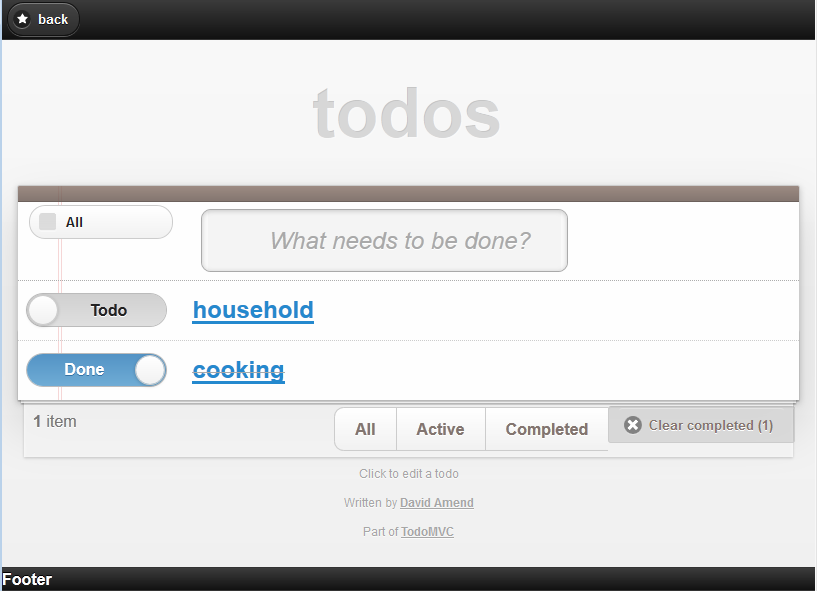 back
todos
All
What needs to be done?
Todo household
Done cooking
1 item All Active Completed Clear completed (1)
Click to edit a todo
Written by David Amend
Part of TodoMVC
Footer